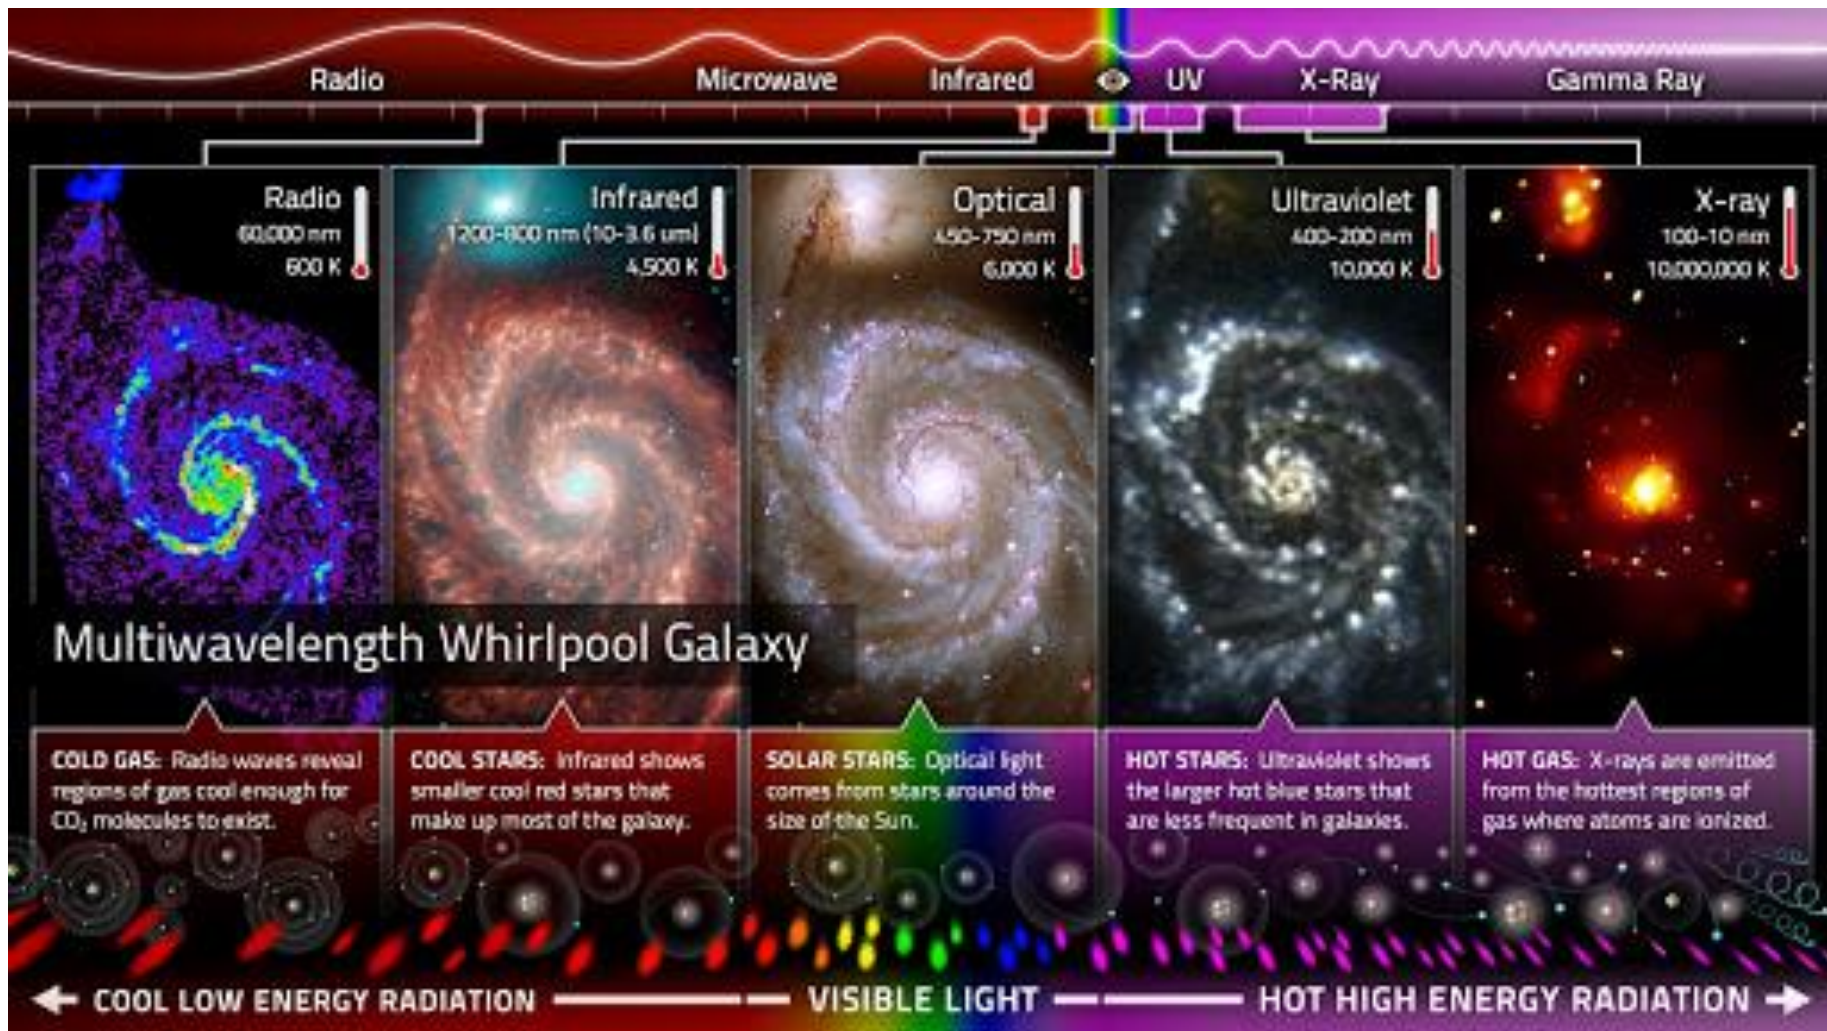 Radio
Microwave
Infrared
UV
X-Ray
Gamma Ray
Radio
60,000 nm
600 K
Infrared
1200-800 nm (10-3.6 um)
4,500 K
Optical
450-750 nm
6,000 K
Ultraviolet
400-200 nm
10,000 K
X-ray
100-10 nm
10,000,000 K
Multiwavelength Whirlpool Galaxy
COLD GAS: Radio waves reveal
regions of gas cool enough for
CO₂ molecules to exist.
COOL STARS: Infrared shows
smaller cool red stars that
make up most of the galaxy.
SOLAR STARS: Optical light
comes from stars around the
size of the Sun.
HOT STARS: Ultraviolet shows
the larger hot blue stars that
are less frequent in galaxies.
HOT GAS: X-rays are emitted
from the hottest regions of
gas where atoms are ionized.
COOL LOW ENERGY RADIATION
VISIBLE LIGHT
HOT HIGH ENERGY RADIATION